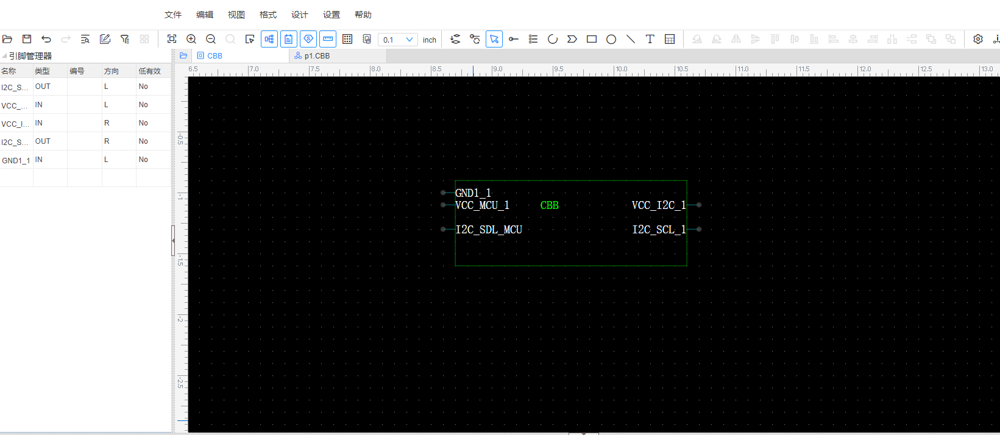 文件 编辑 视图 格式 设计 设置 帮助
0.1 inch
引脚管理器
CBB p1.CBB
名称 类型 编号 方向 低有效
I2C_S... OUT L No
VCC_... IN L No
VCC_I... IN R No
I2C_S... OUT R No
GND1_1 IN L No
6.5 7.0 7.5 8.0 8.5 9.0 9.5 10.0 10.5 11.0 11.5 12.0 12.5 13.0
-0.5
-1
-1.5
-2
-2.5
GND1_1
VCC_MCU_1 CBB VCC_I2C_1
I2C_SDL_MCU I2C_SCL_1